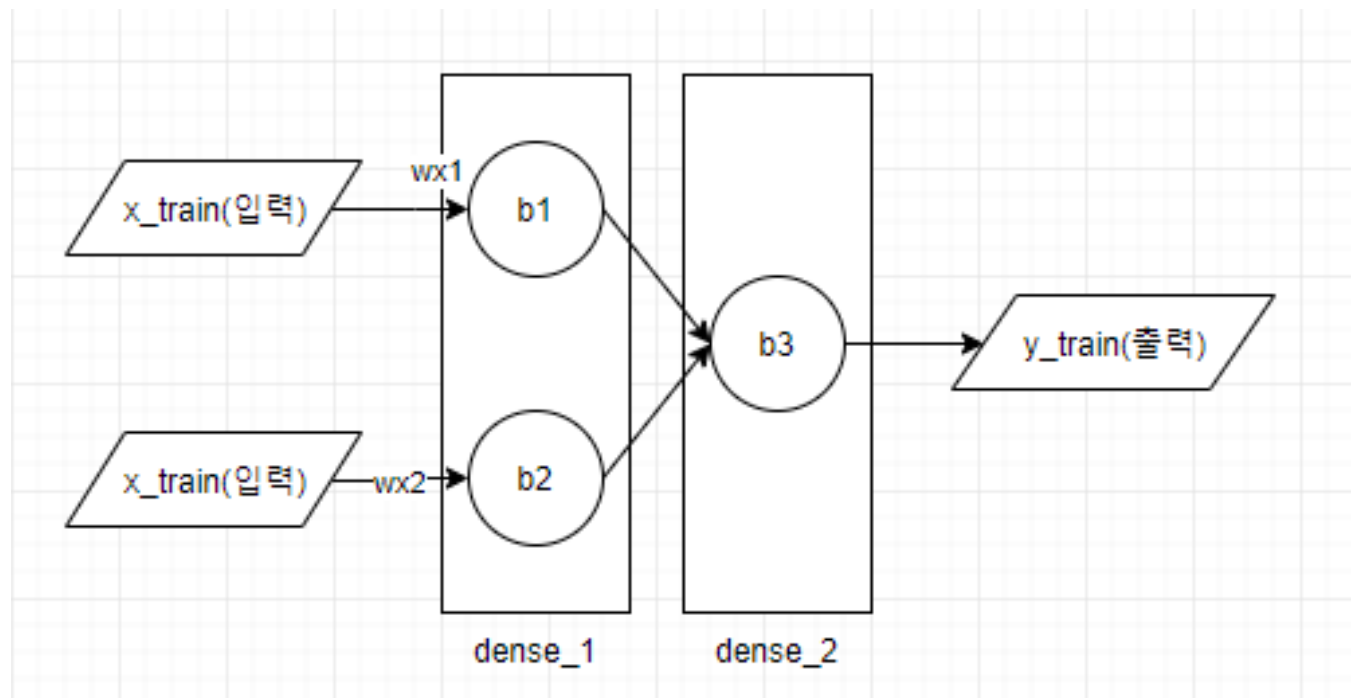 wx1
x_train(입력)
b1
b3
y_train(출력)
x_train(입력)
wx2
b2
dense_1
dense_2